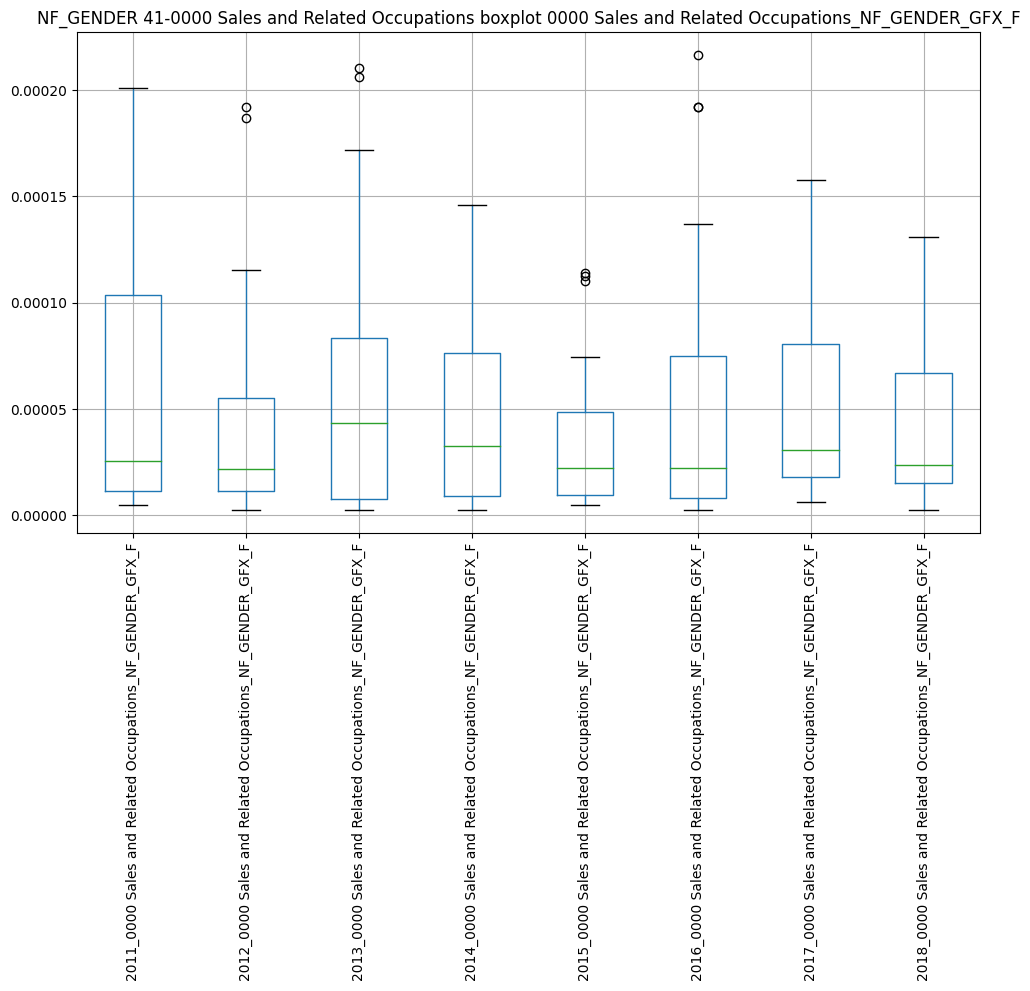 NF_GENDER 41-0000 Sales and Related Occupations boxplot 0000 Sales and Related Occupations_NF_GENDER_GFX_F
0.00020
0.00015
0.00010
0.00005
0.00000
2011_0000 Sales and Related Occupations_NF_GENDER_GFX_F
2012_0000 Sales and Related Occupations_NF_GENDER_GFX_F
2013_0000 Sales and Related Occupations_NF_GENDER_GFX_F
2014_0000 Sales and Related Occupations_NF_GENDER_GFX_F
2015_0000 Sales and Related Occupations_NF_GENDER_GFX_F
2016_0000 Sales and Related Occupations_NF_GENDER_GFX_F
2017_0000 Sales and Related Occupations_NF_GENDER_GFX_F
2018_0000 Sales and Related Occupations_NF_GENDER_GFX_F